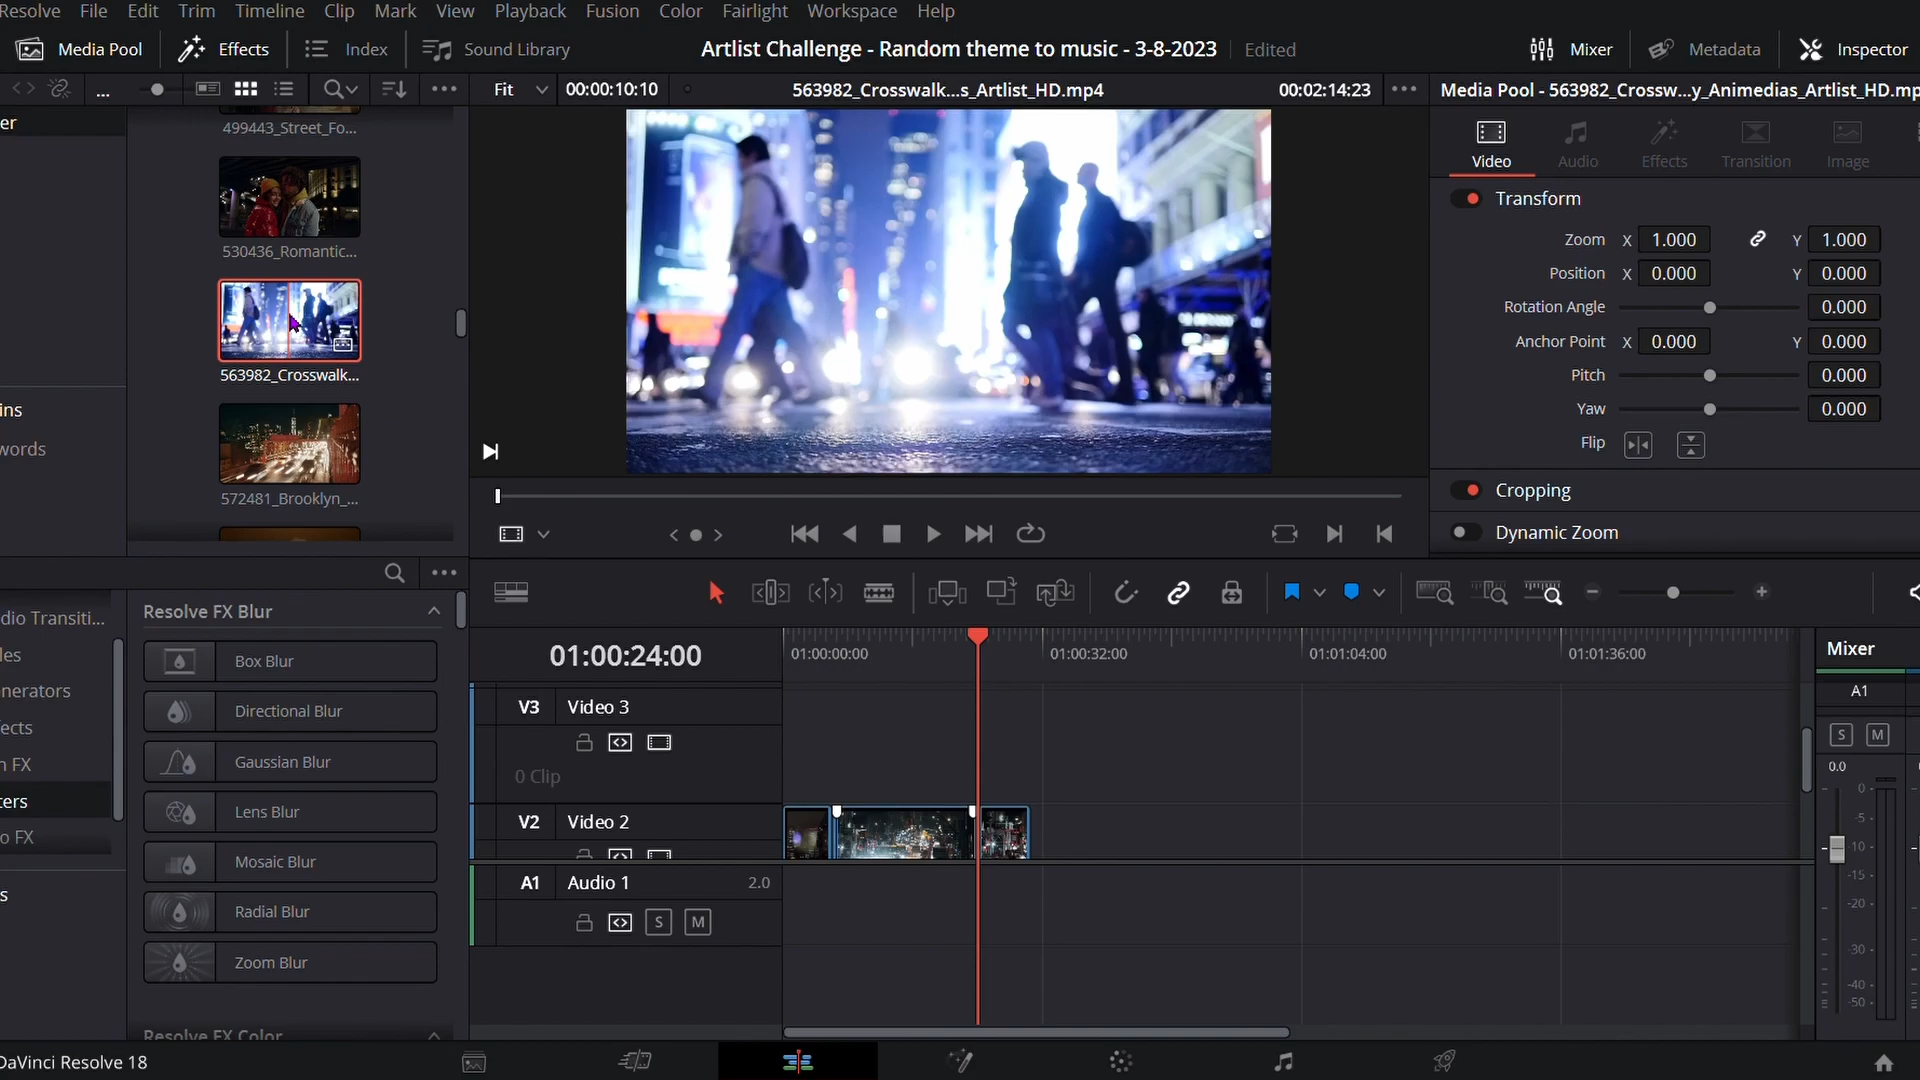 Resolve File Edit Trim Timeline Clip Mark View Playback Fusion Color Fairlight Workspace Help
Media Pool Effects Index Sound Library Artlist Challenge - Random theme to music - 3-8-2023 Edited Mixer Metadata Inspector
... Fit 00:00:10:10 563982_Crosswalk...s_Artlist_HD.mp4 00:02:14:23 Media Pool - 563982_Crossw...y_Animedias_Artlist_HD.mp
er
499443_Street_Fo...
530436_Romantic...
563982_Crosswalk...
572481_Brooklyn_...
ins
words
Video Audio Effects Transition Image
Transform
Zoom X 1.000 Y 1.000
Position X 0.000 Y 0.000
Rotation Angle 0.000
Anchor Point X 0.000 Y 0.000
Pitch 0.000
Yaw 0.000
Flip
Cropping
Dynamic Zoom
dio Transiti...
les
nerators
fects
n FX
ters
o FX
s
Resolve FX Blur
Box Blur
Directional Blur
Gaussian Blur
Lens Blur
Mosaic Blur
Radial Blur
Zoom Blur
Resolve FX Color
01:00:24:00
01:00:00:00 01:00:32:00 01:01:04:00 01:01:36:00
V3 Video 3
0 Clip
V2 Video 2
A1 Audio 1 2.0
S M
Mixer
A1
S M
0.0
0
-5
-10
-15
-20
-30
-40
-50
DaVinci Resolve 18